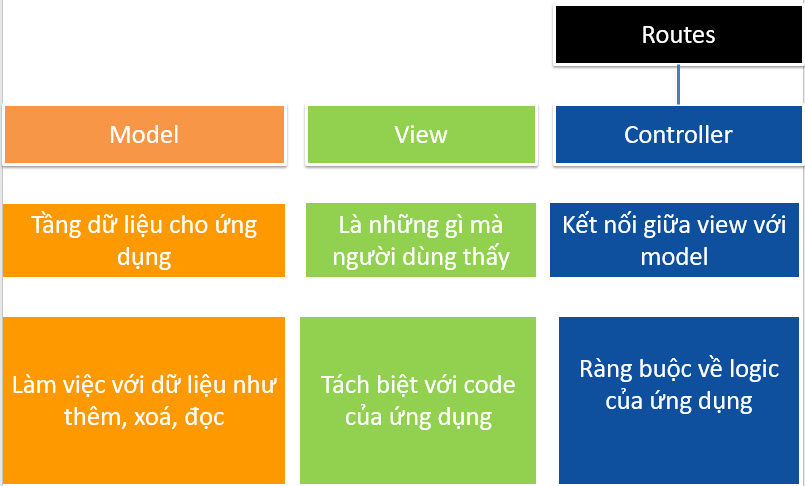 Routes
Model
View
Controller
Tầng dữ liệu cho ứng
dụng
Là những gì mà
người dùng thấy
Kết nối giữa view với
model
Làm việc với dữ liệu như
thêm, xoá, đọc
Tách biệt với code
của ứng dụng
Ràng buộc về logic
của ứng dụng